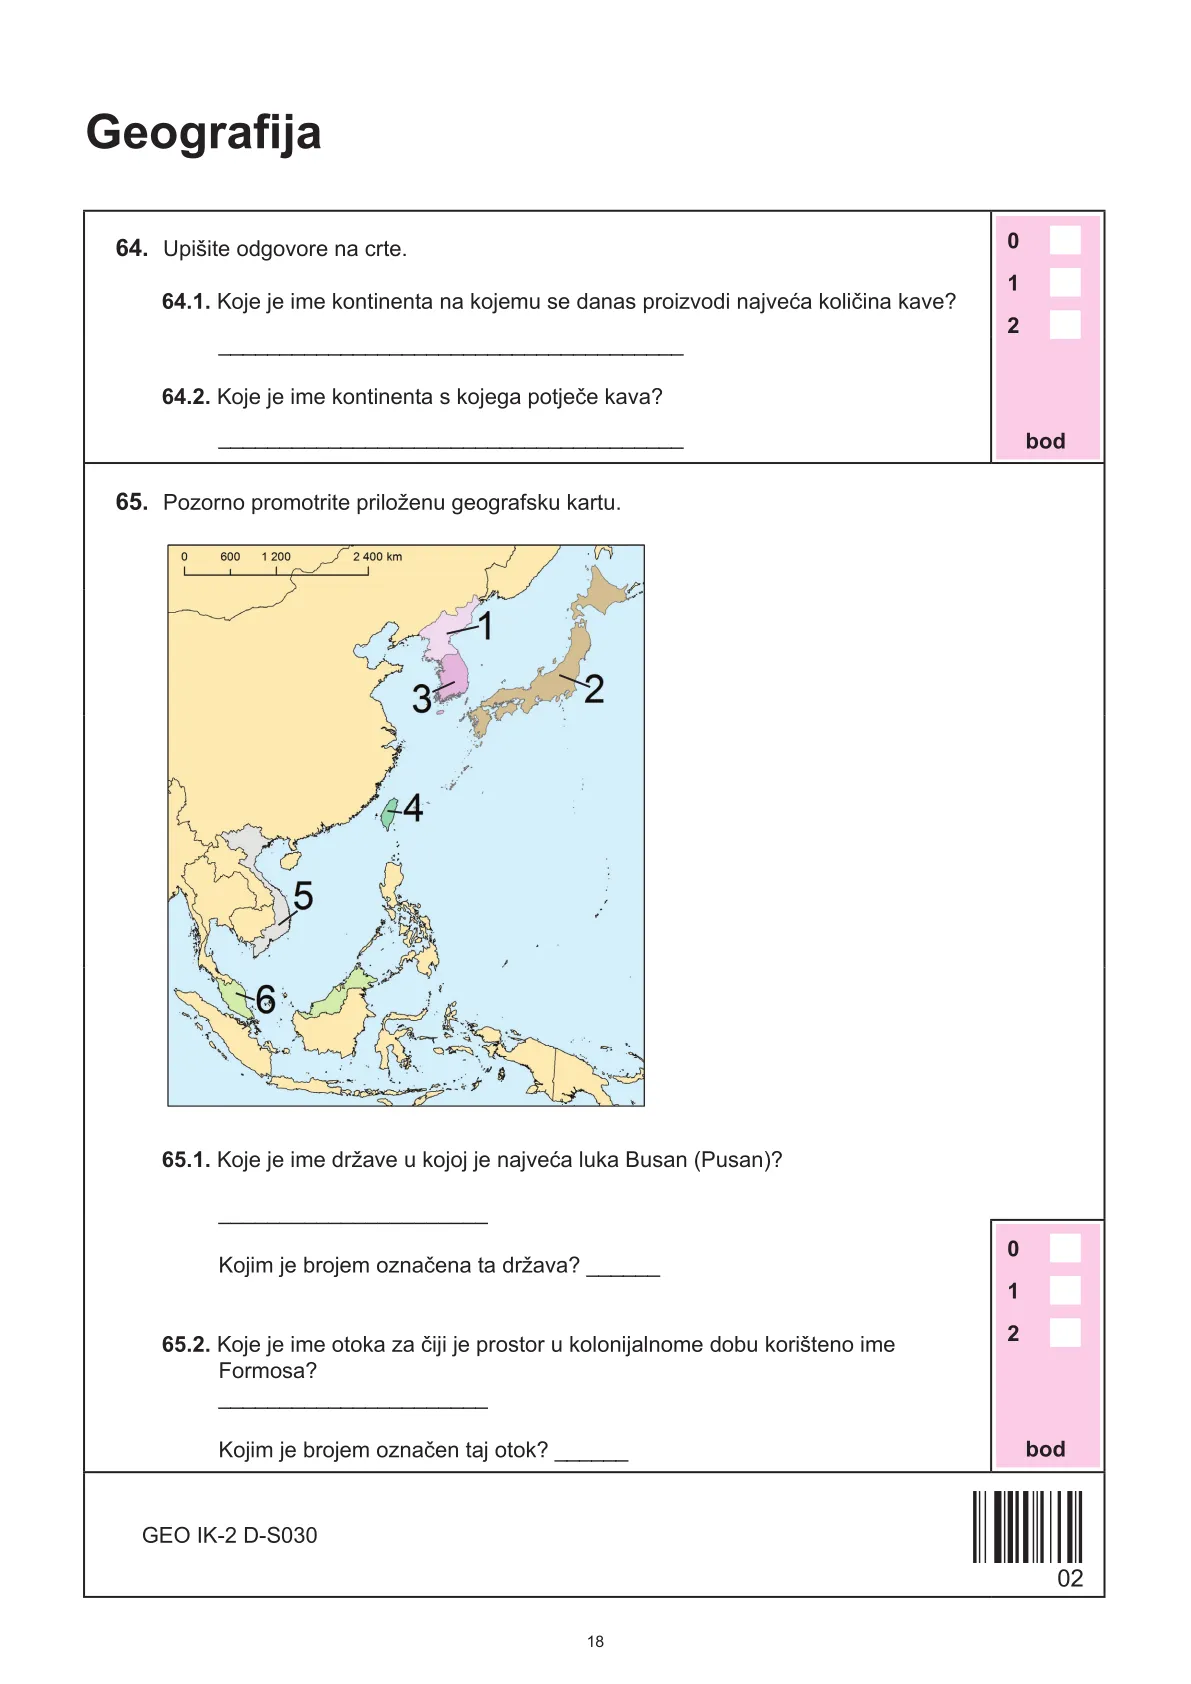 Geografija
64. Upišite odgovore na crte.
0
1
2
bod
64.1. Koje je ime kontinenta na kojemu se danas proizvodi najveća količina kave?
______________________________________
64.2. Koje je ime kontinenta s kojega potječe kava?
______________________________________
65. Pozorno promotrite priloženu geografsku kartu.
0 600 1 200 2 400 km
1
2
3
4
5
6
65.1. Koje je ime države u kojoj je najveća luka Busan (Pusan)?
______________________
Kojim je brojem označena ta država? ______
65.2. Koje je ime otoka za čiji je prostor u kolonijalnome dobu korišteno ime
Formosa?
______________________
Kojim je brojem označen taj otok? ______
0
1
2
bod
GEO IK-2 D-S030
02
18